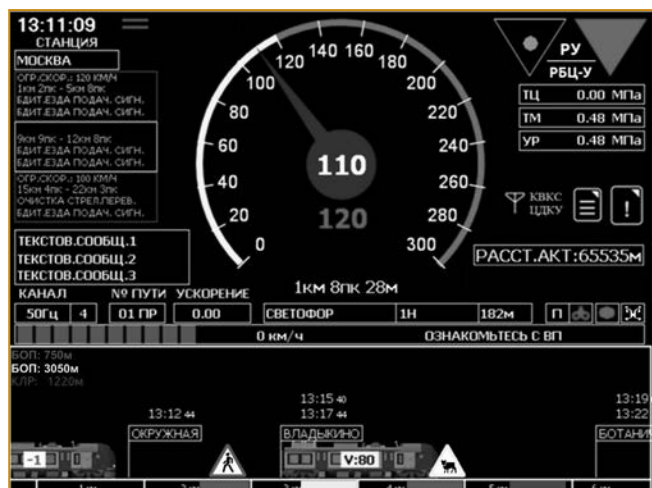 13:11:09
СТАНЦИЯ
МОСКВА
ОГР.СКОР.: 120 КМ/Ч
1км 2пк - 5км 8пк
БДИТ.ЕЗДА ПОДАЧ. СИГН.
БДИТ.ЕЗДА ПОДАЧ. СИГН.
9км 9пк - 12км 8пк
БДИТ.ЕЗДА ПОДАЧ. СИГН.
БДИТ.ЕЗДА ПОДАЧ. СИГН.
ОГР.СКОР.: 100 КМ/Ч
15км 4пк - 22км 3пк
ОЧИСТКА СТРЕЛ.ПЕРЕВ.
БДИТ.ЕЗДА ПОДАЧ. СИГН.
ТЕКСТОВ.СООБЩ.1
ТЕКСТОВ.СООБЩ.2
ТЕКСТОВ.СООБЩ.3
0 20 40 60 80 100 120 140 160 180 200 220 240 260 280 300
110
120
1км 8пк 28м
РУ
РБЦ-У
ТЦ 0.00 МПа
ТМ 0.48 МПа
УР 0.48 МПа
КВКС
ЦДКУ
!
РАССТ.АКТ:65535м
КАНАЛ № ПУТИ УСКОРЕНИЕ
50Гц 4 01 ПР 0.00 СВЕТОФОР 1Н 182м П
0 км/ч ОЗНАКОМЬТЕСЬ С ВП
БОП: 750м
БОП: 3050м
КЛР: 1220м
13:12 44
ОКРУЖНАЯ
13:15 40
13:17 44
ВЛАДЫКИНО
13:19
13:22
БОТАНИ
-1
V:80